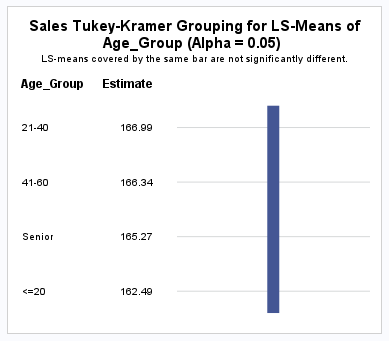 Sales Tukey-Kramer Grouping for LS-Means of
Age_Group (Alpha = 0.05)
LS-means covered by the same bar are not significantly different.
Age_Group Estimate
21-40 166.99
41-60 166.34
Senior 165.27
<=20 162.49